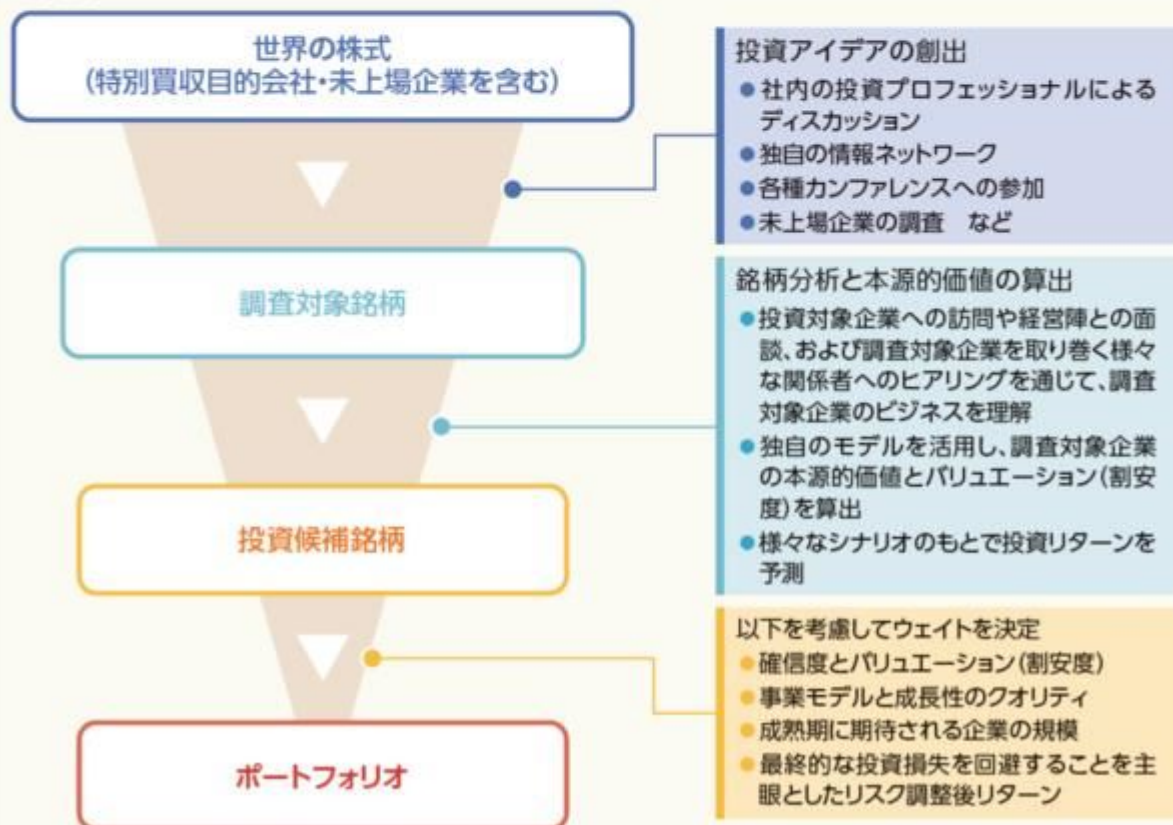 世界の株式
(特別買収目的会社・未上場企業を含む)
投資アイデアの創出
●社内の投資プロフェッショナルによる
ディスカッション
●独自の情報ネットワーク
●各種カンファレンスへの参加
●未上場企業の調査　など
調査対象銘柄
銘柄分析と本源的価値の算出
●投資対象企業への訪問や経営陣との面
談、および調査対象企業を取り巻く様々
な関係者へのヒアリングを通じて、調査
対象企業のビジネスを理解
●独自のモデルを活用し、調査対象企業
の本源的価値とバリュエーション(割安
度)を算出
●様々なシナリオのもとで投資リターンを
予測
投資候補銘柄
以下を考慮してウェイトを決定
●確信度とバリュエーション(割安度)
●事業モデルと成長性のクオリティ
●成熟期に期待される企業の規模
●最終的な投資損失を回避することを主
眼としたリスク調整後リターン
ポートフォリオ